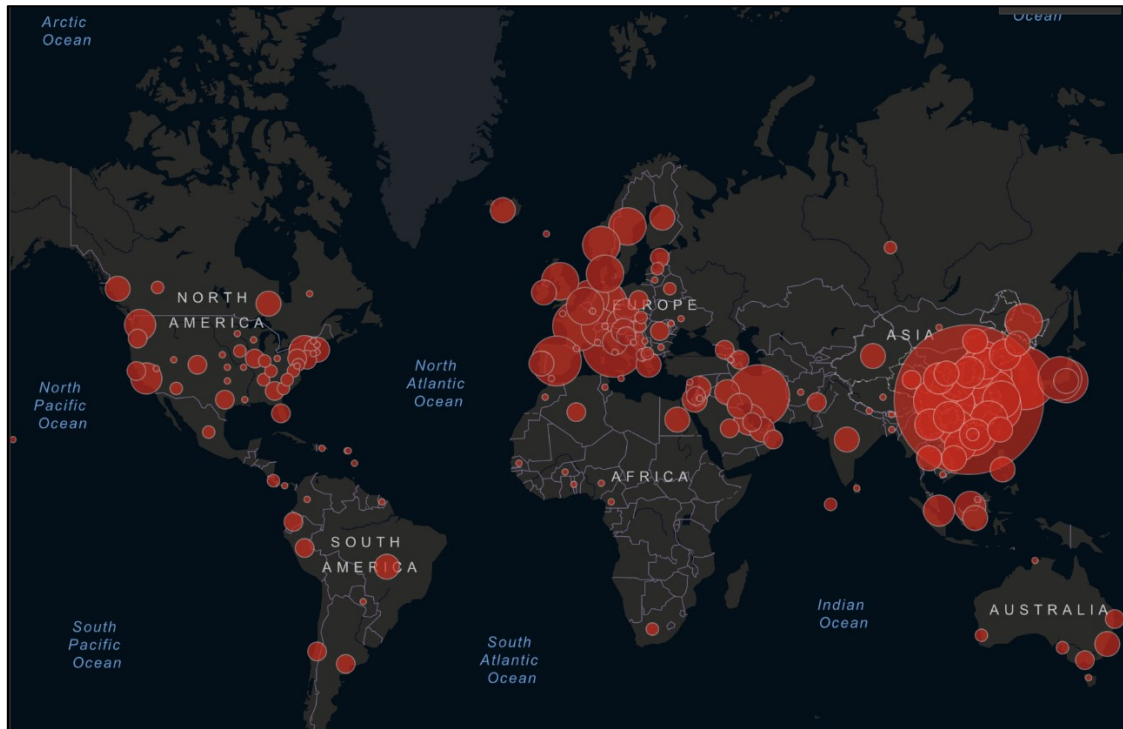 Arctic
Ocean
Ocean
NORTH
AMERICA
EUROPE
ASIA
North
Pacific
Ocean
North
Atlantic
Ocean
AFRICA
SOUTH
AMERICA
Indian
Ocean
AUSTRALIA
South
Pacific
Ocean
South
Atlantic
Ocean